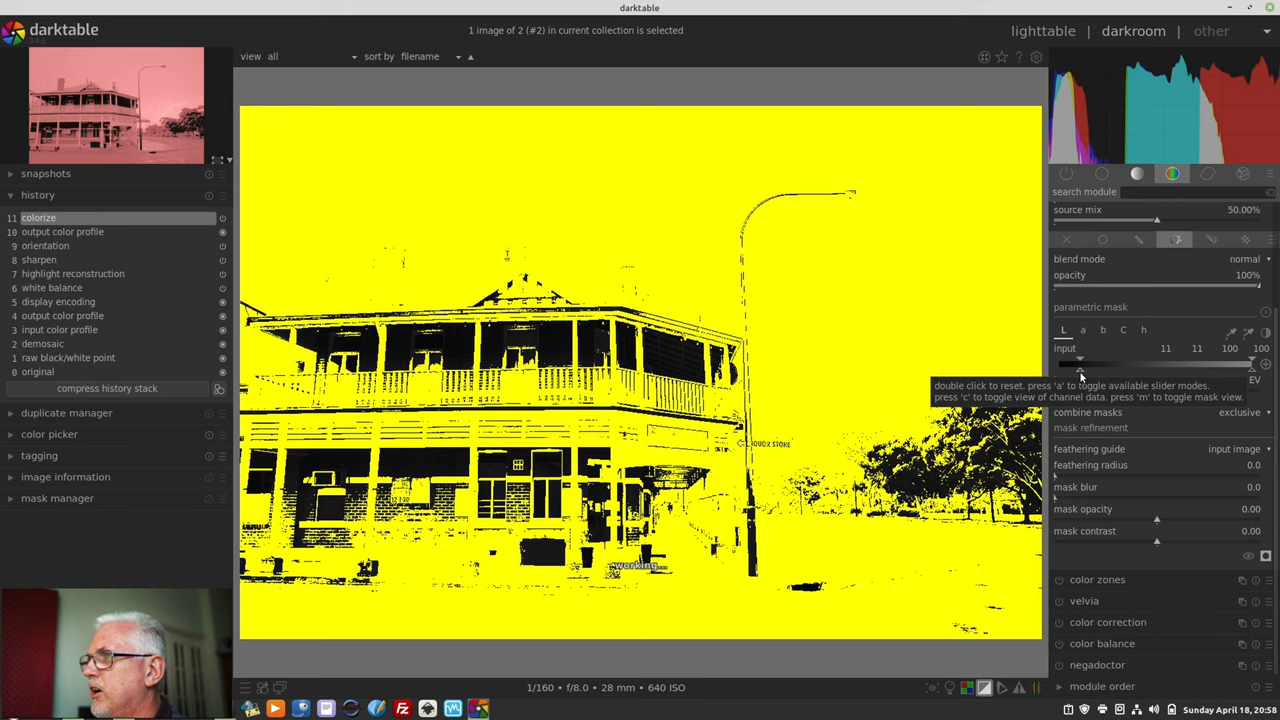 darktable
darktable
1 image of 2 (#2) in current collection is selected
lighttable | darkroom | other
view all sort by filename
snapshots
history
11 colorize
10 output color profile
9 orientation
8 sharpen
7 highlight reconstruction
6 white balance
5 display encoding
4 output color profile
3 input color profile
2 demosaic
1 raw black/white point
0 original
compress history stack
duplicate manager
color picker
tagging
image information
mask manager
working...
1/160 • f/8.0 • 28 mm • 640 ISO
search module
source mix 50.00%
blend mode normal
opacity 100%
parametric mask
L a b C h
input 11 11 100 100
EV
double click to reset. press 'a' to toggle available slider modes.
press 'c' to toggle view of channel data. press 'm' to toggle mask view.
combine masks exclusive
mask refinement
feathering guide input image
feathering radius 0.0
mask blur 0.0
mask opacity 0.00
mask contrast 0.00
color zones
velvia
color correction
color balance
negadoctor
module order
Sunday April 18, 20:58